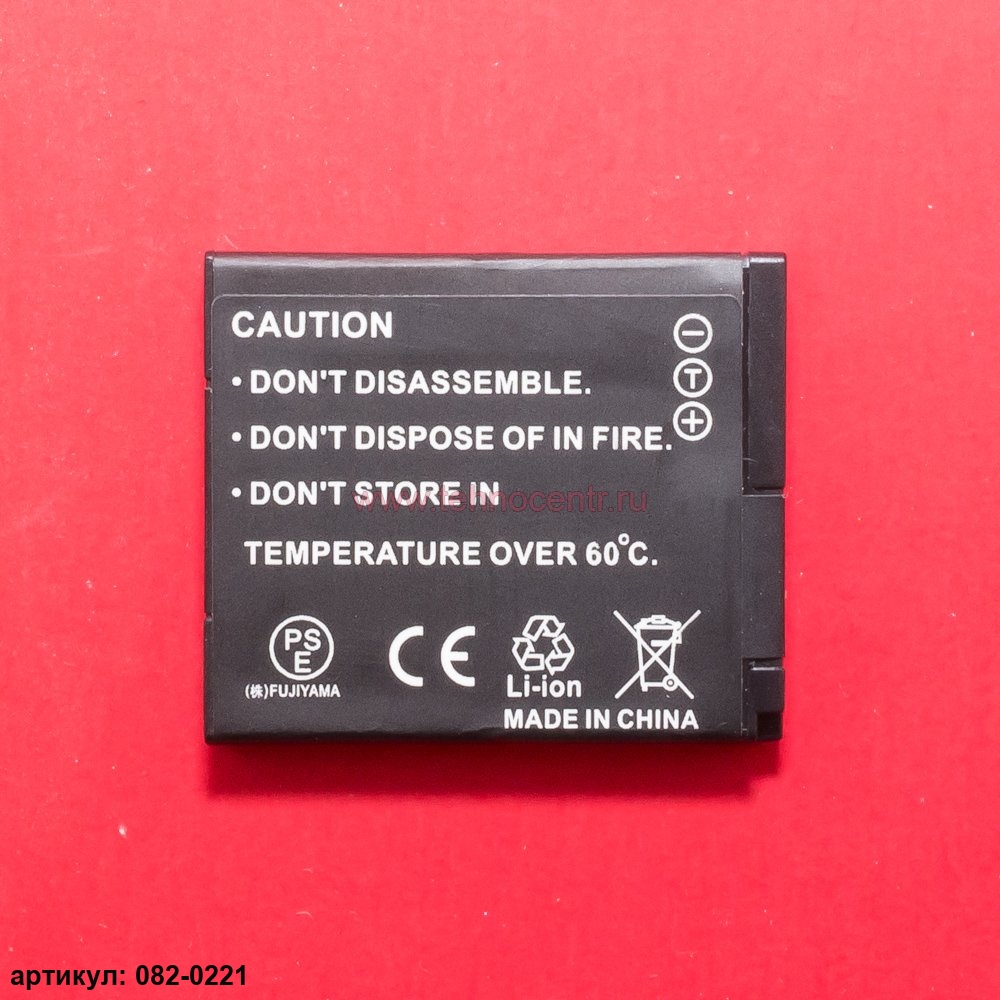 CAUTION
• DON'T DISASSEMBLE.
• DON'T DISPOSE OF IN FIRE.
• DON'T STORE IN
www.tehnocentr.ru
TEMPERATURE OVER 60°C.
T
PS
E
(株)FUJIYAMA
CE
Li-ion
MADE IN CHINA
артикул: 082-0221